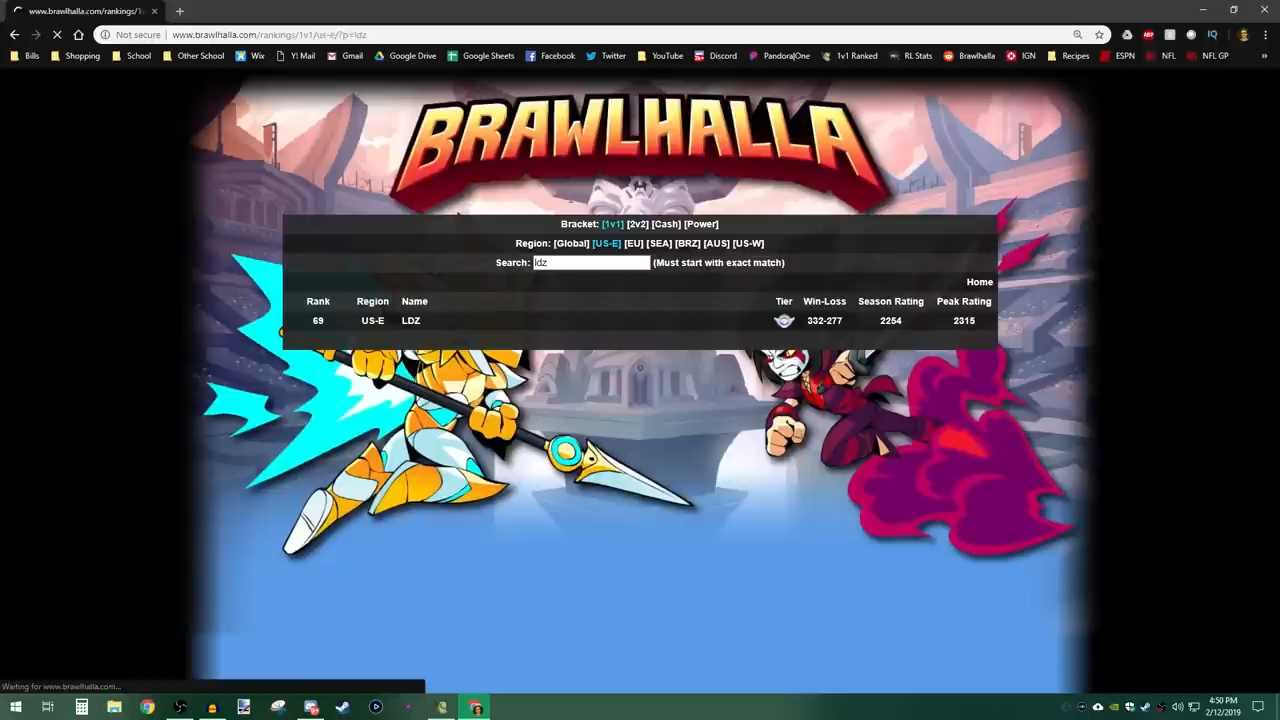 www.brawlhalla.com/rankings/1
Not secure | www.brawlhalla.com/rankings/1v1/us-e/?p=ldz
Bills Shopping School Other School Wix Y! Mail Gmail Google Drive Google Sheets Facebook Twitter YouTube Discord Pandora|One 1v1 Ranked RL Stats Brawlhalla IGN Recipes ESPN NFL NFL GP
BRAWLHALLA
Bracket: [1v1] [2v2] [Cash] [Power]
Region: [Global] [US-E] [EU] [SEA] [BRZ] [AUS] [US-W]
Search: ldz (Must start with exact match)
Home
Rank Region Name Tier Win-Loss Season Rating Peak Rating
69 US-E LDZ 332-277 2254 2315
Waiting for www.brawlhalla.com...
4:50 PM
2/12/2019